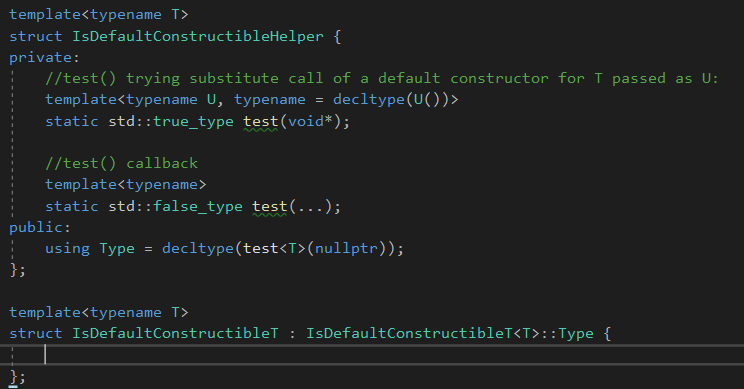 template<typename T>
struct IsDefaultConstructibleHelper {
private:
    //test() trying substitute call of a default constructor for T passed as U:
    template<typename U, typename = decltype(U())>
    static std::true_type test(void*);

    //test() callback
    template<typename>
    static std::false_type test(...);
public:
    using Type = decltype(test<T>(nullptr));
};

template<typename T>
struct IsDefaultConstructibleT : IsDefaultConstructibleT<T>::Type {

};